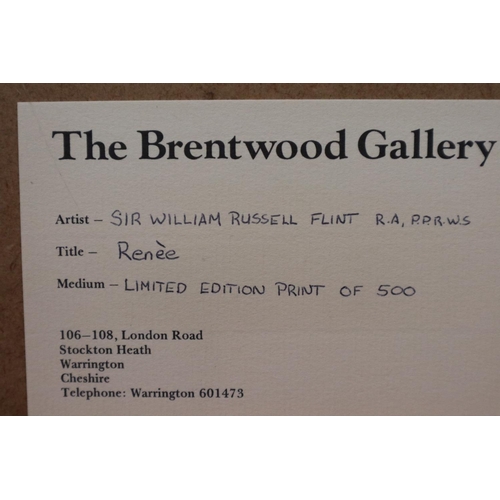 The Brentwood Gallery
Artist – SIR WILLIAM RUSSELL FLINT R.A, P.P.R.W.S
Title – Renèe
Medium – LIMITED EDITION PRINT OF 500
106–108, London Road
Stockton Heath
Warrington
Cheshire
Telephone: Warrington 601473